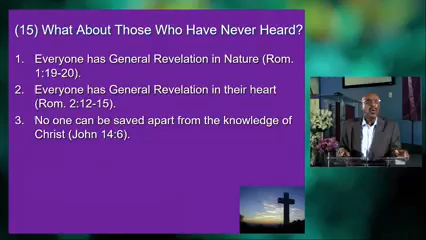 (15) What About Those Who Have Never Heard?
1. Everyone has General Revelation in Nature (Rom.
1:19-20).
2. Everyone has General Revelation in their heart
(Rom. 2:12-15).
3. No one can be saved apart from the knowledge of
Christ (John 14:6).